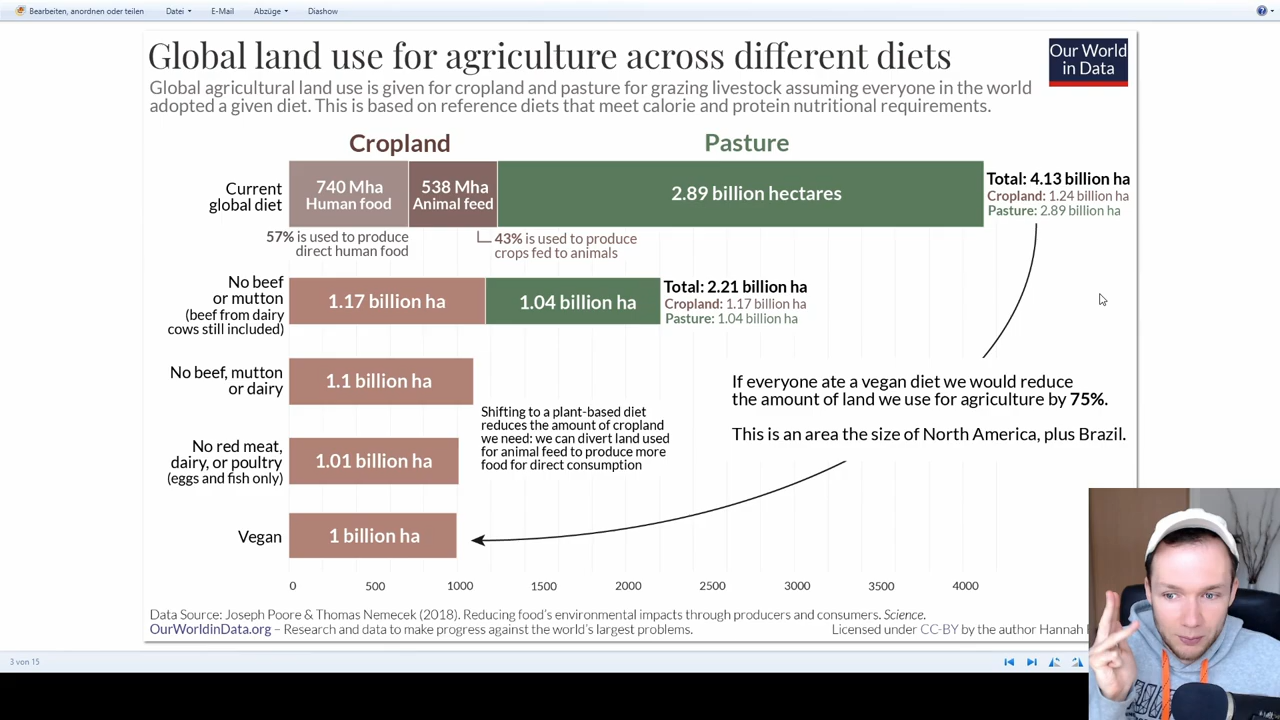 Bearbeiten, anordnen oder teilen Datei E-Mail Abzüge Diashow
Global land use for agriculture across different diets
Our World
in Data
Global agricultural land use is given for cropland and pasture for grazing livestock assuming everyone in the world
adopted a given diet. This is based on reference diets that meet calorie and protein nutritional requirements.
Cropland Pasture
Current
global diet
740 Mha
Human food
538 Mha
Animal feed
2.89 billion hectares
Total: 4.13 billion ha
Cropland: 1.24 billion ha
Pasture: 2.89 billion ha
57% is used to produce
direct human food
43% is used to produce
crops fed to animals
No beef
or mutton
(beef from dairy
cows still included)
1.17 billion ha
1.04 billion ha
Total: 2.21 billion ha
Cropland: 1.17 billion ha
Pasture: 1.04 billion ha
No beef, mutton
or dairy
1.1 billion ha
If everyone ate a vegan diet we would reduce
the amount of land we use for agriculture by 75%.
This is an area the size of North America, plus Brazil.
Shifting to a plant-based diet
reduces the amount of cropland
we need: we can divert land used
for animal feed to produce more
food for direct consumption
No red meat,
dairy, or poultry
(eggs and fish only)
1.01 billion ha
Vegan
1 billion ha
0 500 1000 1500 2000 2500 3000 3500 4000
Data Source: Joseph Poore & Thomas Nemecek (2018). Reducing food's environmental impacts through producers and consumers. Science.
OurWorldinData.org – Research and data to make progress against the world's largest problems.
Licensed under CC-BY by the author Hannah
3 von 15